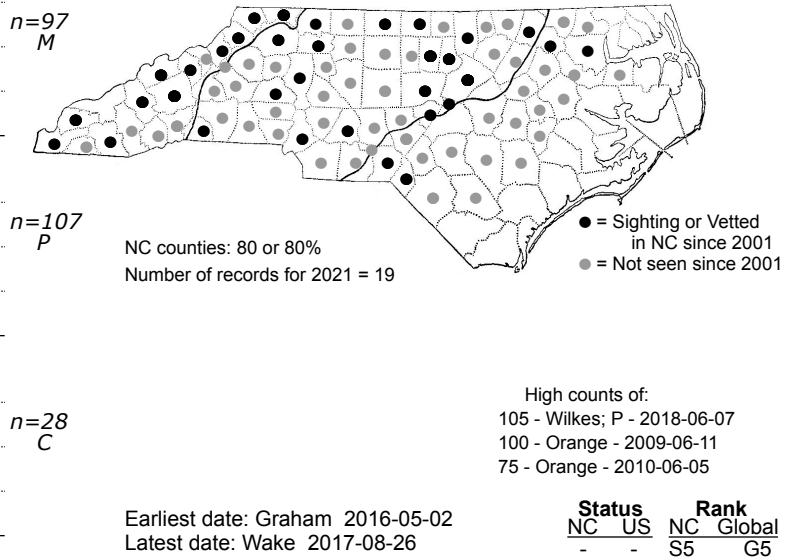 n=97
M
n=107
P
NC counties: 80 or 80%
Number of records for 2021 = 19
● = Sighting or Vetted
in NC since 2001
● = Not seen since 2001
n=28
C
High counts of:
105 - Wilkes; P - 2018-06-07
100 - Orange - 2009-06-11
75 - Orange - 2010-06-05
Earliest date: Graham 2016-05-02
Latest date: Wake 2017-08-26
Status Rank
NC US NC Global
- - S5 G5